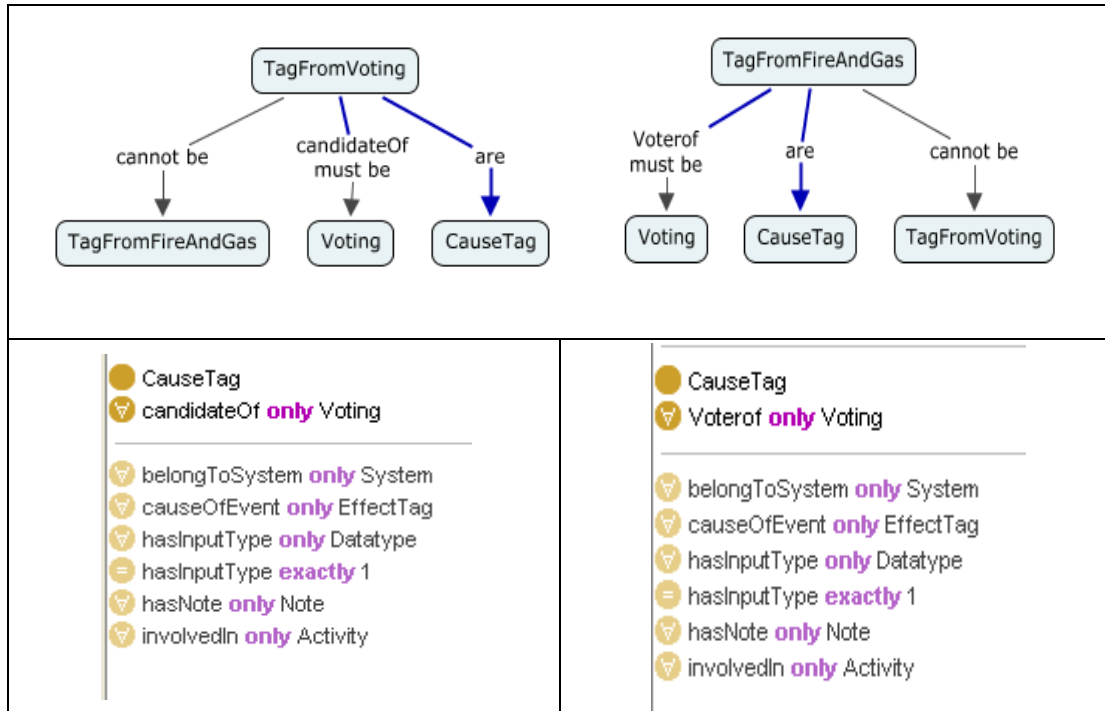 TagFromVoting
cannot be
candidateOf
must be
are
TagFromFireAndGas
Voting
CauseTag
TagFromFireAndGas
Voterof
must be
are
cannot be
Voting
CauseTag
TagFromVoting
CauseTag
candidateOf only Voting
belongToSystem only System
causeOfEvent only EffectTag
hasInputType only Datatype
hasInputType exactly 1
hasNote only Note
involvedIn only Activity
CauseTag
Voterof only Voting
belongToSystem only System
causeOfEvent only EffectTag
hasInputType only Datatype
hasInputType exactly 1
hasNote only Note
involvedIn only Activity